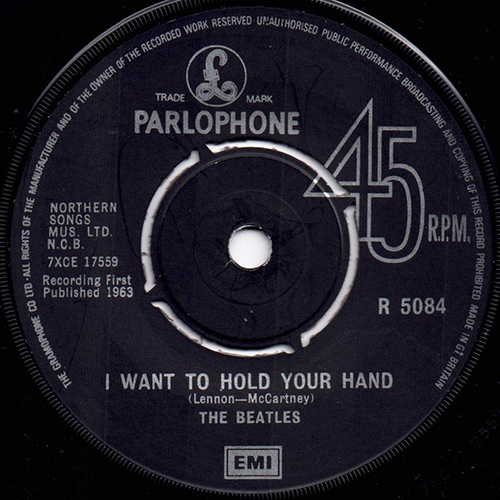 THE GRAMOPHONE CO LTD-ALL RIGHTS OF THE MANUFACTURER AND OF THE OWNER OF THE RECORDED WORK RESERVED UNAUTHORISED PUBLIC PERFORMANCE BROADCASTING AND COPYING OF THIS RECORD PROHIBITED MADE IN GT BRITAIN
£
TRADE MARK
PARLOPHONE
45
R.P.M.
NORTHERN
SONGS
MUS. LTD.
N.C.B.
7XCE 17559
Recording First
Published 1963
R 5084
I WANT TO HOLD YOUR HAND
(Lennon—McCartney)
THE BEATLES
EMI